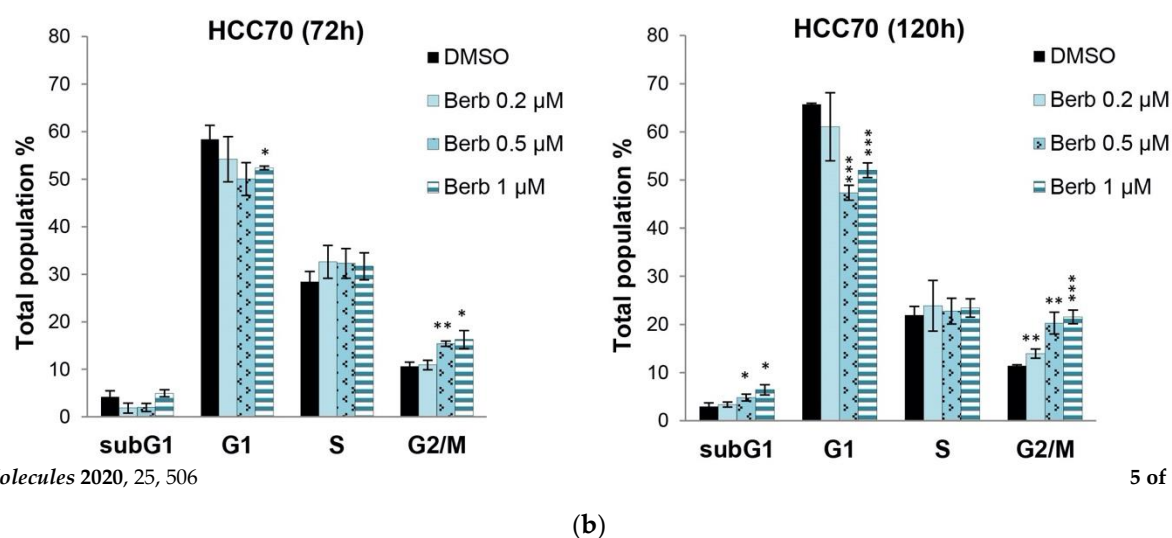 HCC70 (72h)
Total population %
80
70
60
50
40
30
20
10
0
DMSO
Berb 0.2 µM
Berb 0.5 µM
Berb 1 µM
*
**
*
subG1 G1 S G2/M
HCC70 (120h)
Total population %
80
70
60
50
40
30
20
10
0
DMSO
Berb 0.2 µM
Berb 0.5 µM
Berb 1 µM
*
*
***
***
**
**
***
subG1 G1 S G2/M
olecules 2020, 25, 506
5 of
(b)